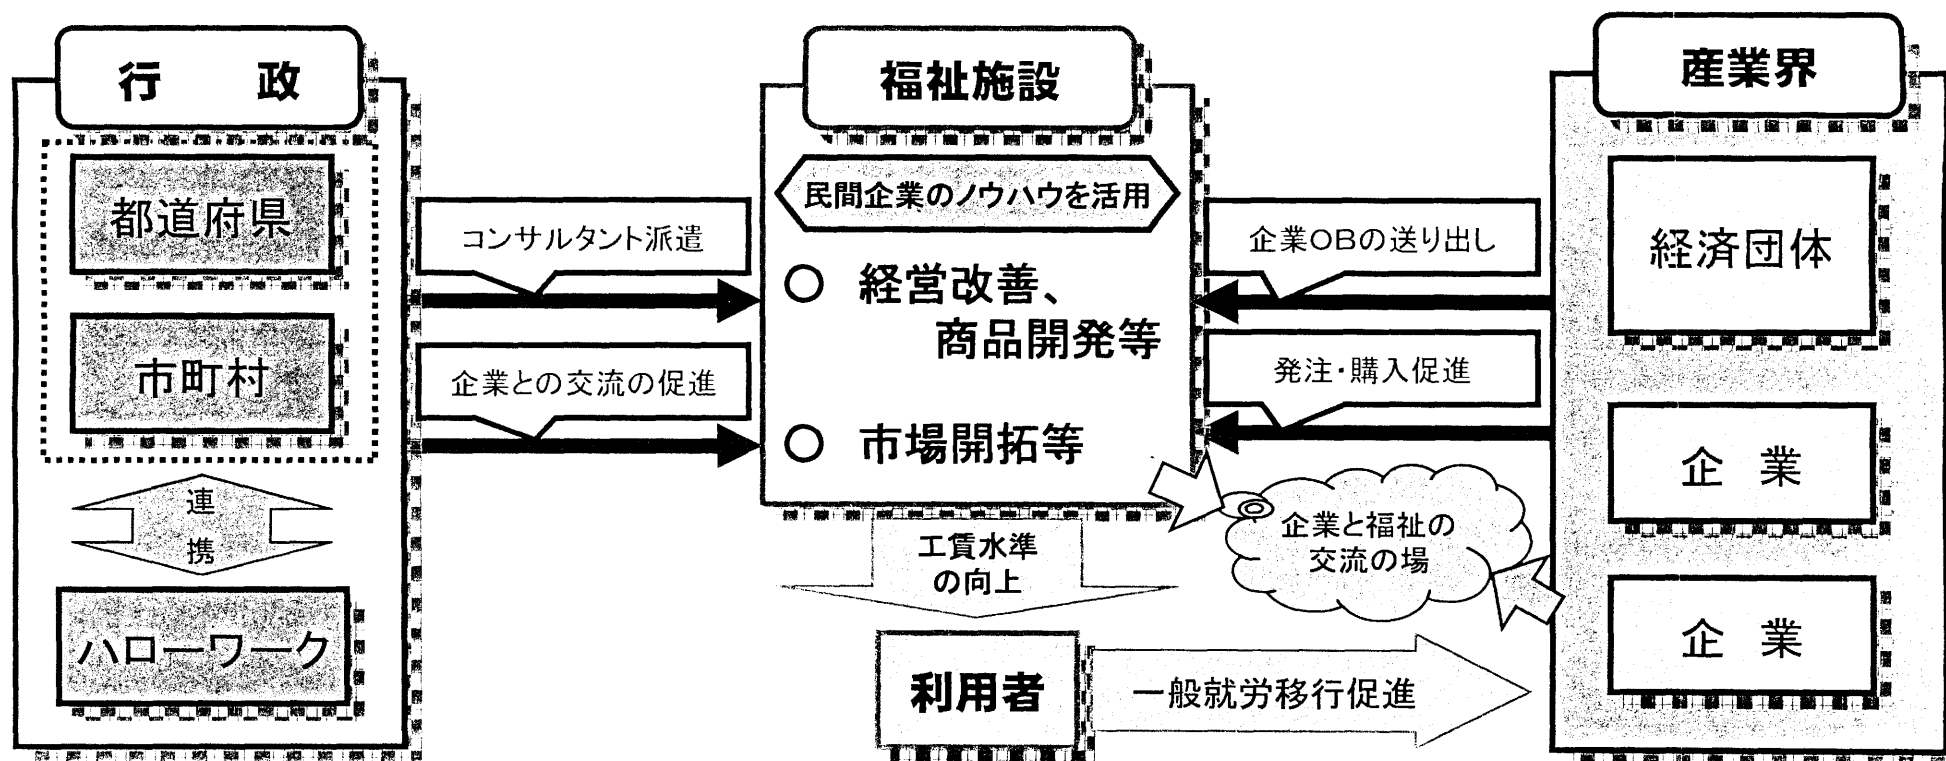 行　政
都道府県
市町村
連
携
ハローワーク
コンサルタント派遣
企業との交流の促進
福祉施設
民間企業のノウハウを活用
○ 経営改善、
商品開発等
○ 市場開拓等
工賃水準
の向上
利用者
一般就労移行促進
企業OBの送り出し
発注・購入促進
企業と福祉の
交流の場
産業界
経済団体
企　業
企　業